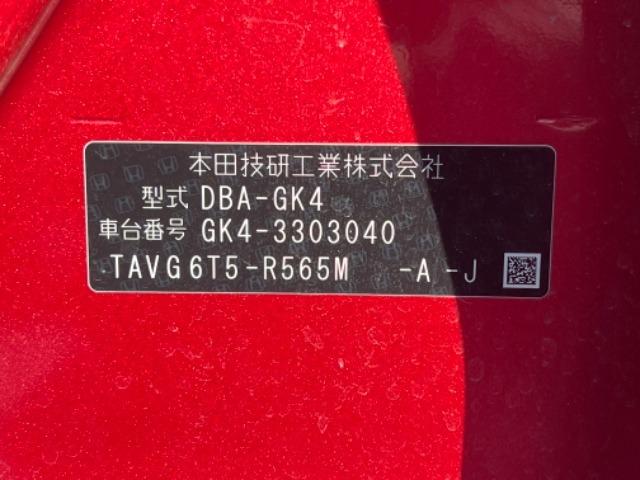 本田技研工業株式会社
型式 DBA-GK4
車台番号 GK4-3303040
TAVG6T5-R565M -A -J